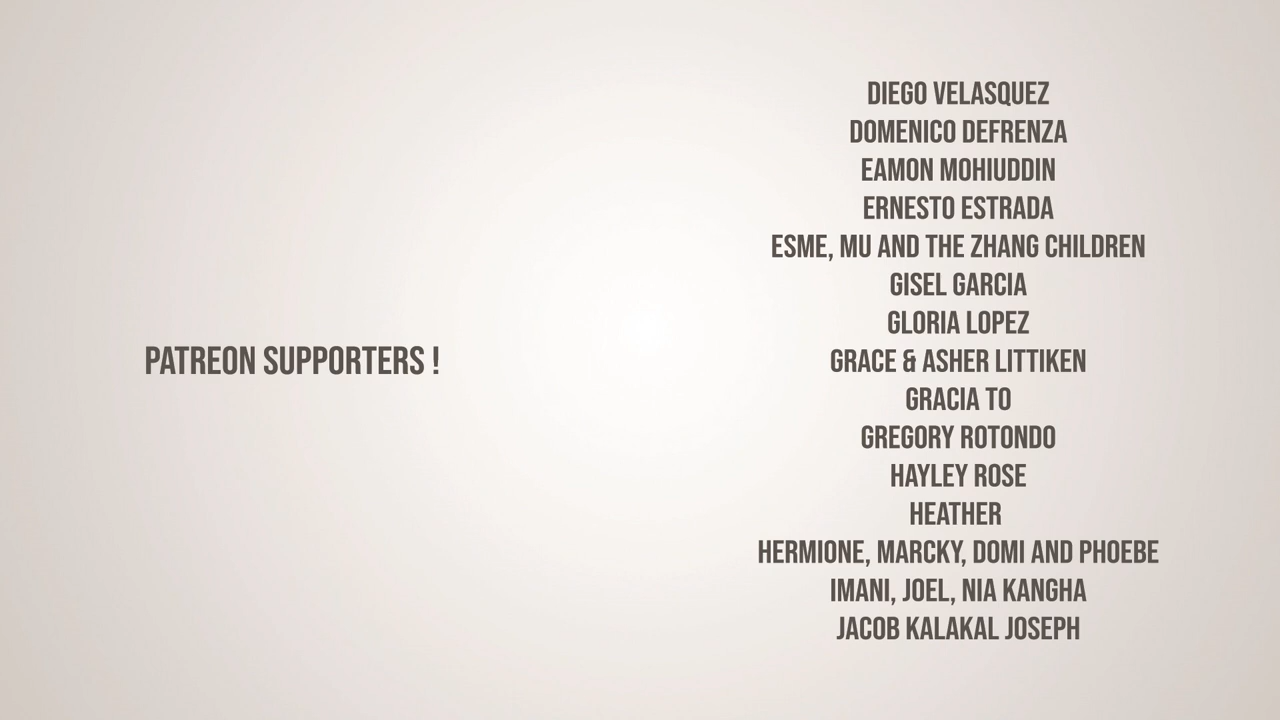 PATREON SUPPORTERS !
DIEGO VELASQUEZ
DOMENICO DEFRENZA
EAMON MOHIUDDIN
ERNESTO ESTRADA
ESME, MU AND THE ZHANG CHILDREN
GISEL GARCIA
GLORIA LOPEZ
GRACE & ASHER LITTIKEN
GRACIA TO
GREGORY ROTONDO
HAYLEY ROSE
HEATHER
HERMIONE, MARCKY, DOMI AND PHOEBE
IMANI, JOEL, NIA KANGHA
JACOB KALAKAL JOSEPH